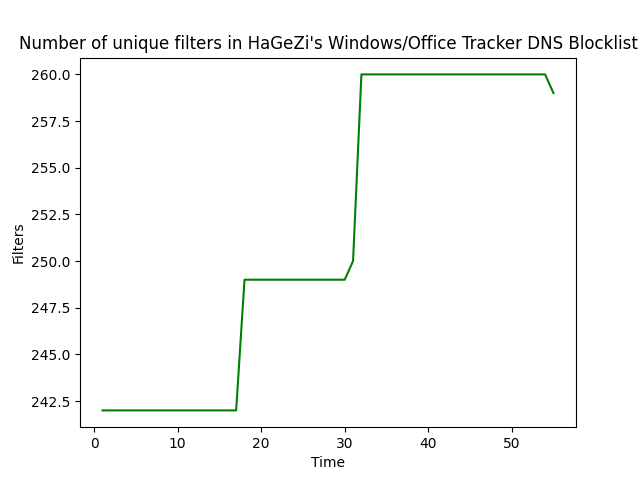 Number of unique filters in HaGeZi's Windows/Office Tracker DNS Blocklist
260.0
257.5
255.0
252.5
250.0
247.5
245.0
242.5
Filters
0 10 20 30 40 50
Time